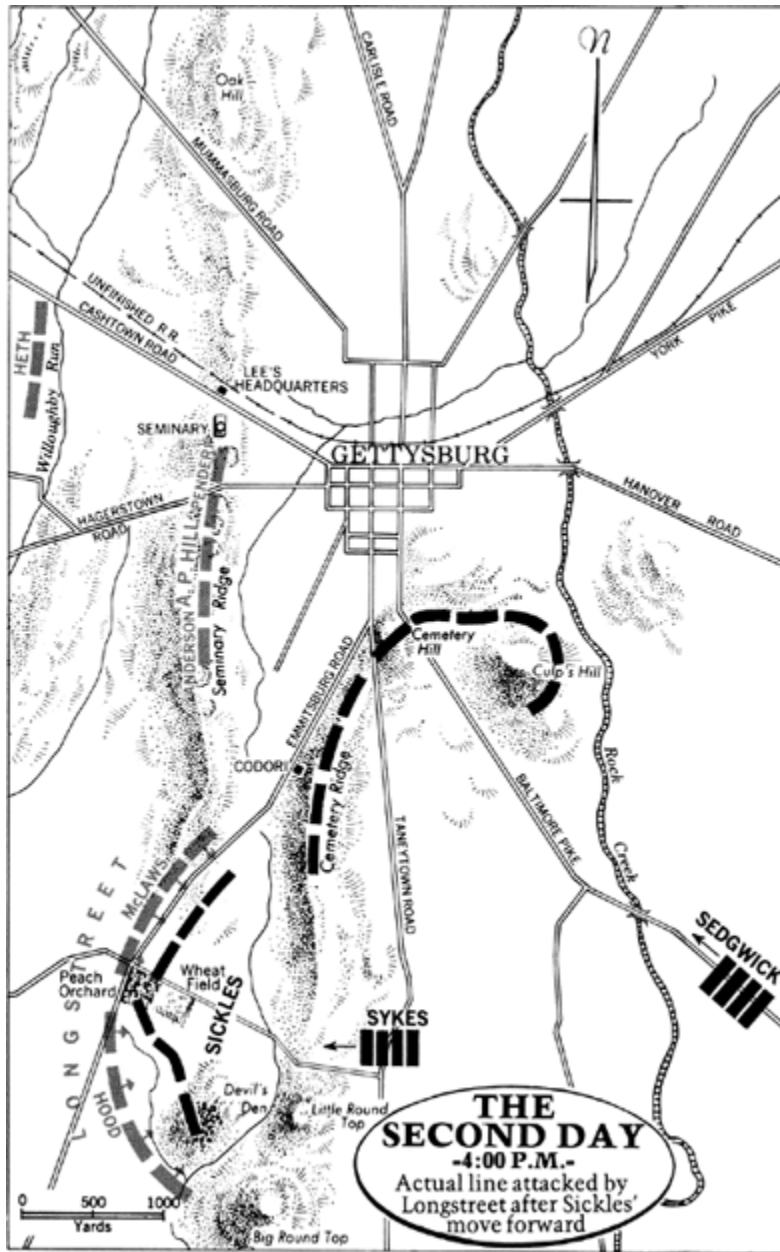 N
Oak
Hill
CARLISLE ROAD
MUMMASBURG ROAD
UNFINISHED R.R.
CASHTOWN ROAD
YORK PIKE
HETH
Willoughby Run
LEE'S
HEADQUARTERS
SEMINARY
GETTYSBURG
HAGERSTOWN
ROAD
HANOVER ROAD
PENDER
A. P. HILL
ANDERSON
Seminary Ridge
Cemetery
Hill
Culp's Hill
EMMITSBURG ROAD
CODORI
Cemetery Ridge
TANEYTOWN ROAD
BALTIMORE PIKE
Rock
Creek
LONGSTREET
McLAWS
SEDGWICK
Peach
Orchard
Wheat
Field
SICKLES
SYKES
HOOD
Devil's
Den
Little Round
Top
Big Round Top
0 500 1000
Yards
THE
SECOND DAY
-4:00 P.M.-
Actual line attacked by
Longstreet after Sickles'
move forward